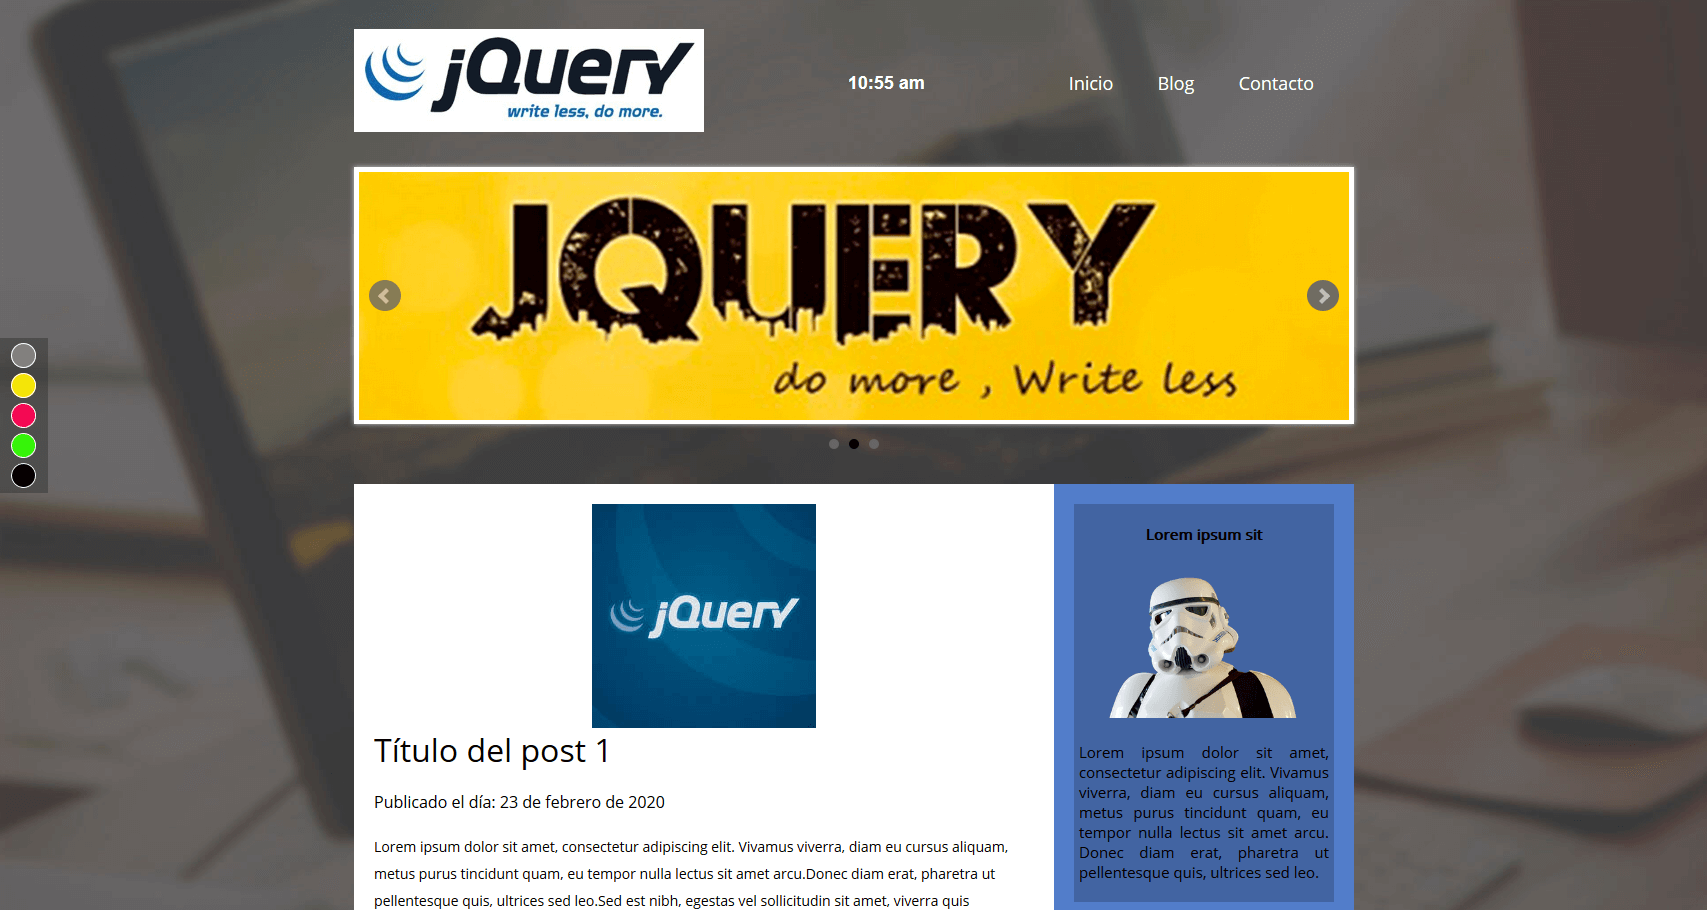 jQuery
write less, do more.
10:55 am
Inicio
Blog
Contacto
JQUERY
do more , Write less
jQuery
Título del post 1
Publicado el día: 23 de febrero de 2020
Lorem ipsum dolor sit amet, consectetur adipiscing elit. Vivamus viverra, diam eu cursus aliquam,
metus purus tincidunt quam, eu tempor nulla lectus sit amet arcu.Donec diam erat, pharetra ut
pellentesque quis, ultrices sed leo.Sed est nibh, egestas vel sollicitudin sit amet, viverra quis
Lorem ipsum sit
Lorem ipsum dolor sit amet,
consectetur adipiscing elit. Vivamus
viverra, diam eu cursus aliquam,
metus purus tincidunt quam, eu
tempor nulla lectus sit amet arcu.
Donec diam erat, pharetra ut
pellentesque quis, ultrices sed leo.